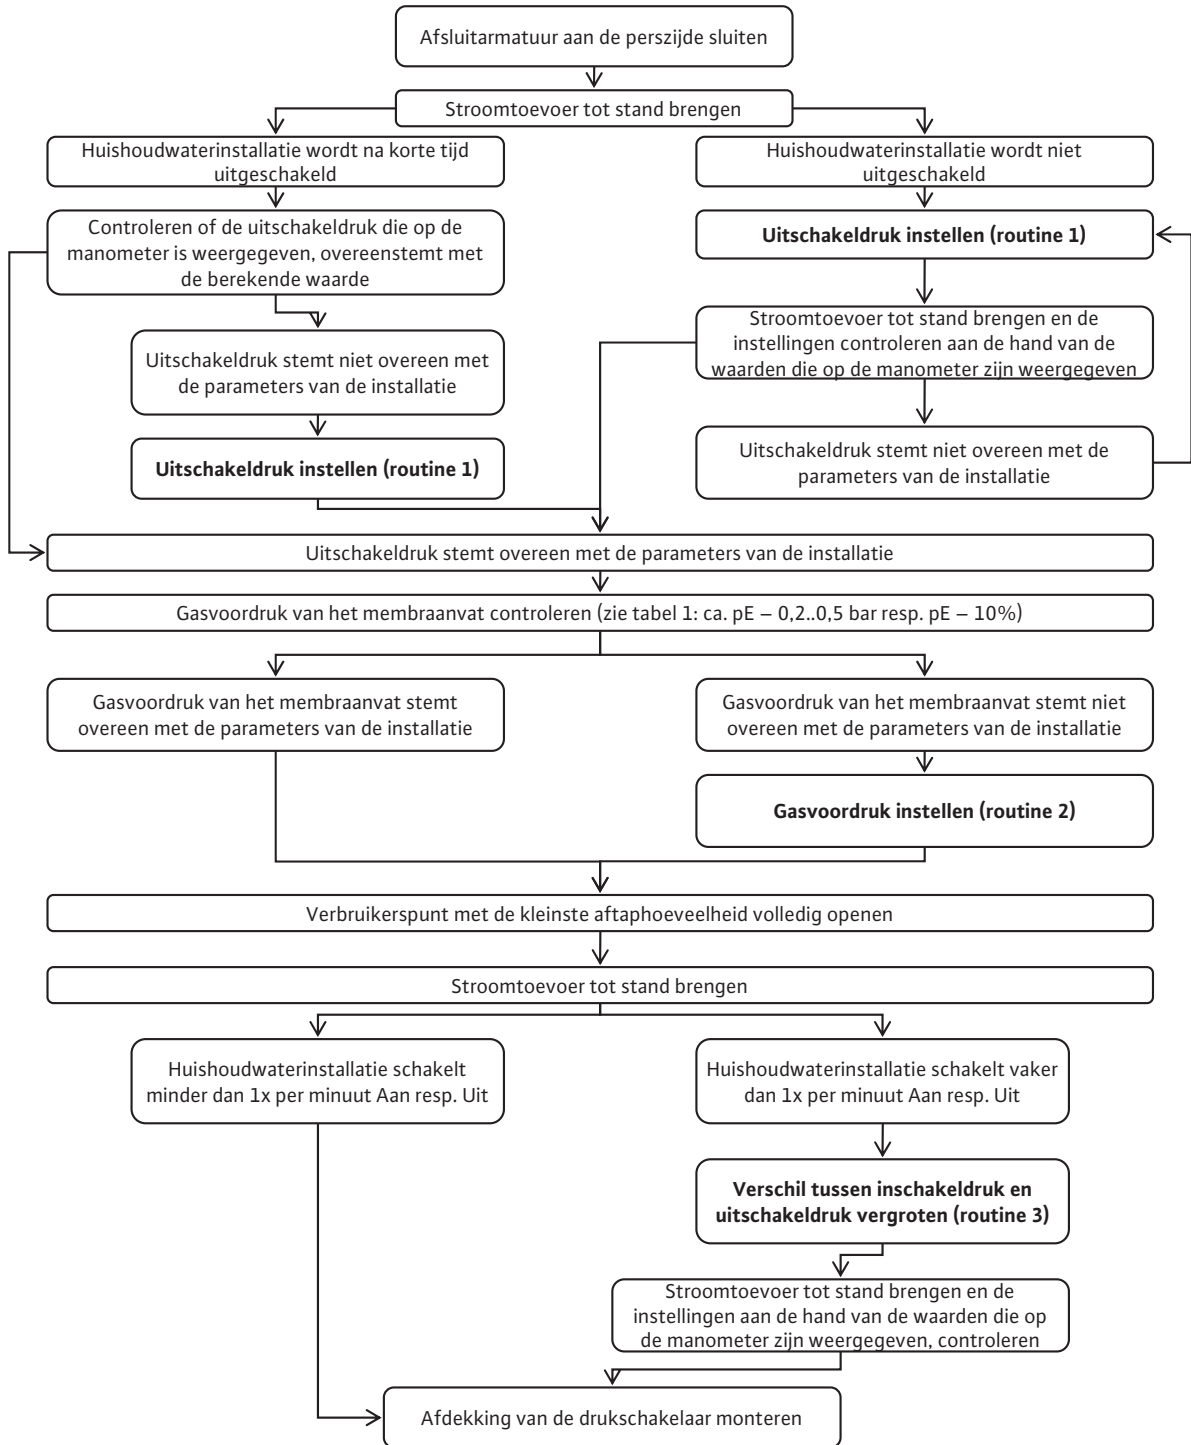 Afsluitarmatuur aan de perszijde sluiten
Stroomtoevoer tot stand brengen
Huishoudwaterinstallatie wordt na korte tijd
uitgeschakeld
Huishoudwaterinstallatie wordt niet
uitgeschakeld
Controleren of de uitschakeldruk die op de
manometer is weergegeven, overeenstemt met
de berekende waarde
Uitschakeldruk instellen (routine 1)
Stroomtoevoer tot stand brengen en de
instellingen controleren aan de hand van de
waarden die op de manometer zijn weergegeven
Uitschakeldruk stemt niet overeen met
de parameters van de installatie
Uitschakeldruk instellen (routine 1)
Uitschakeldruk stemt niet overeen met de
parameters van de installatie
Uitschakeldruk stemt overeen met de parameters van de installatie
Gasvoordruk van het membraanvat controleren (zie tabel 1: ca. pE – 0,2..0,5 bar resp. pE – 10%)
Gasvoordruk van het membraanvat stemt
overeen met de parameters van de installatie
Gasvoordruk van het membraanvat stemt niet
overeen met de parameters van de installatie
Gasvoordruk instellen (routine 2)
Verbruikerspunt met de kleinste aftaphoeveelheid volledig openen
Stroomtoevoer tot stand brengen
Huishoudwaterinstallatie schakelt
minder dan 1x per minuut Aan resp. Uit
Huishoudwaterinstallatie schakelt vaker
dan 1x per minuut Aan resp. Uit
Verschil tussen inschakeldruk en
uitschakeldruk vergroten (routine 3)
Stroomtoevoer tot stand brengen en de
instellingen aan de hand van de waarden die op
de manometer zijn weergegeven, controleren
Afdekking van de drukschakelaar monteren